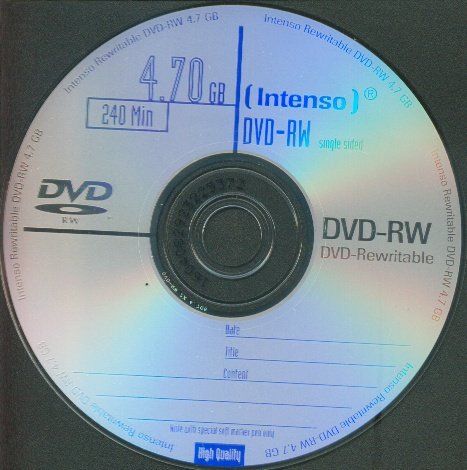 Intenso Rewritable DVD-RW 4.7 GB
Intenso Rewritable DVD-RW 4.7 GB
4.70 GB
240 Min
(Intenso)®
DVD-RW single sided
DVD
RW
DVD-RW
DVD-Rewritable
Intenso Rewritable DVD-RW 4.7 GB
Intenso Rewritable DVD-RW 4.7 GB
Date
Title
Content
Write with special soft marker pen only
High Quality
Intenso Rewritable DVD-RW 4.7 GB
Intenso Rewritable DVD-RW 4.7 GB